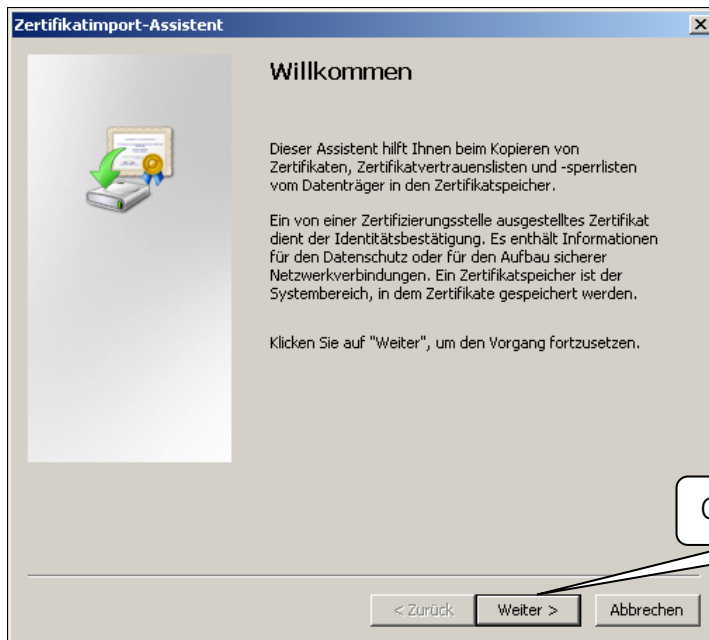 Zertifikatimport-Assistent
Willkommen
Dieser Assistent hilft Ihnen beim Kopieren von
Zertifikaten, Zertifikatvertrauenslisten und -sperrlisten
vom Datenträger in den Zertifikatspeicher.
Ein von einer Zertifizierungsstelle ausgestelltes Zertifikat
dient der Identitätsbestätigung. Es enthält Informationen
für den Datenschutz oder für den Aufbau sicherer
Netzwerkverbindungen. Ein Zertifikatspeicher ist der
Systembereich, in dem Zertifikate gespeichert werden.
Klicken Sie auf "Weiter", um den Vorgang fortzusetzen.
< Zurück
Weiter >
Abbrechen